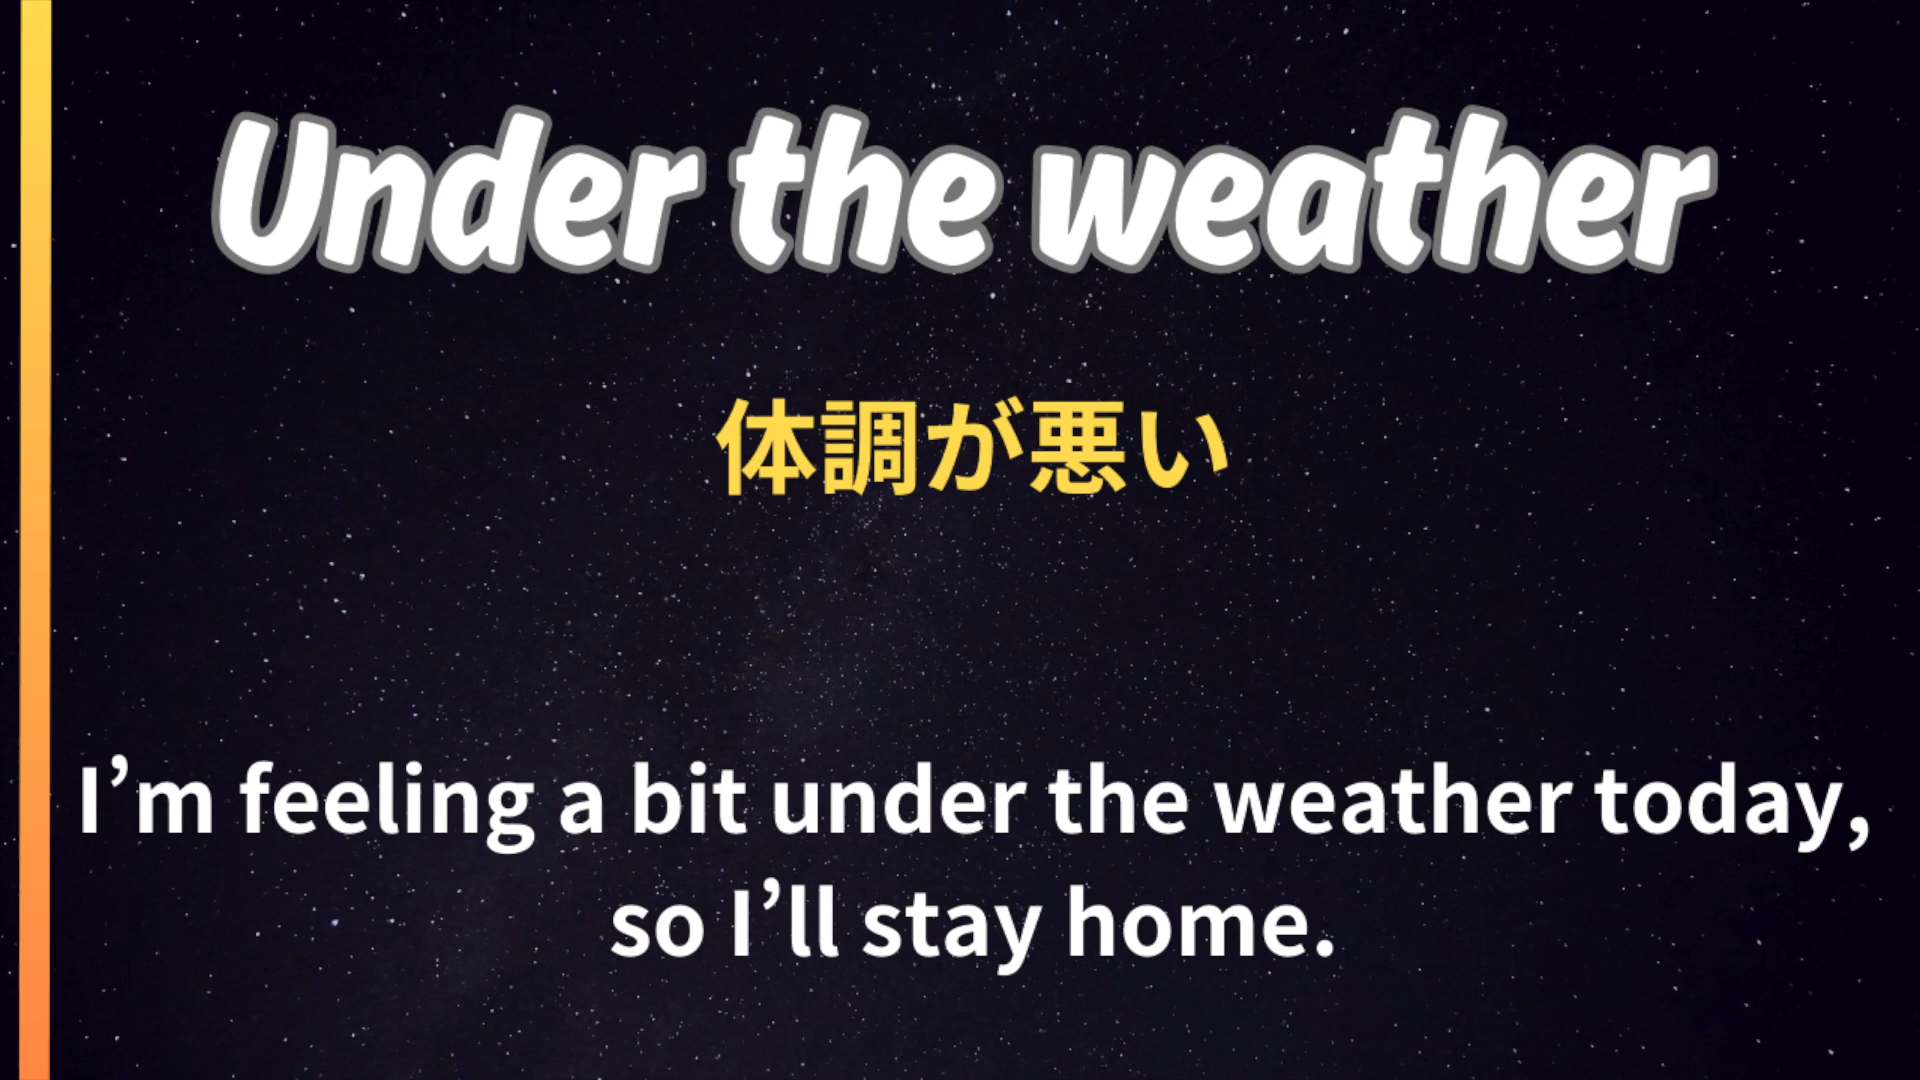 Under the weather
体調が悪い
I’m feeling a bit under the weather today,
so I’ll stay home.